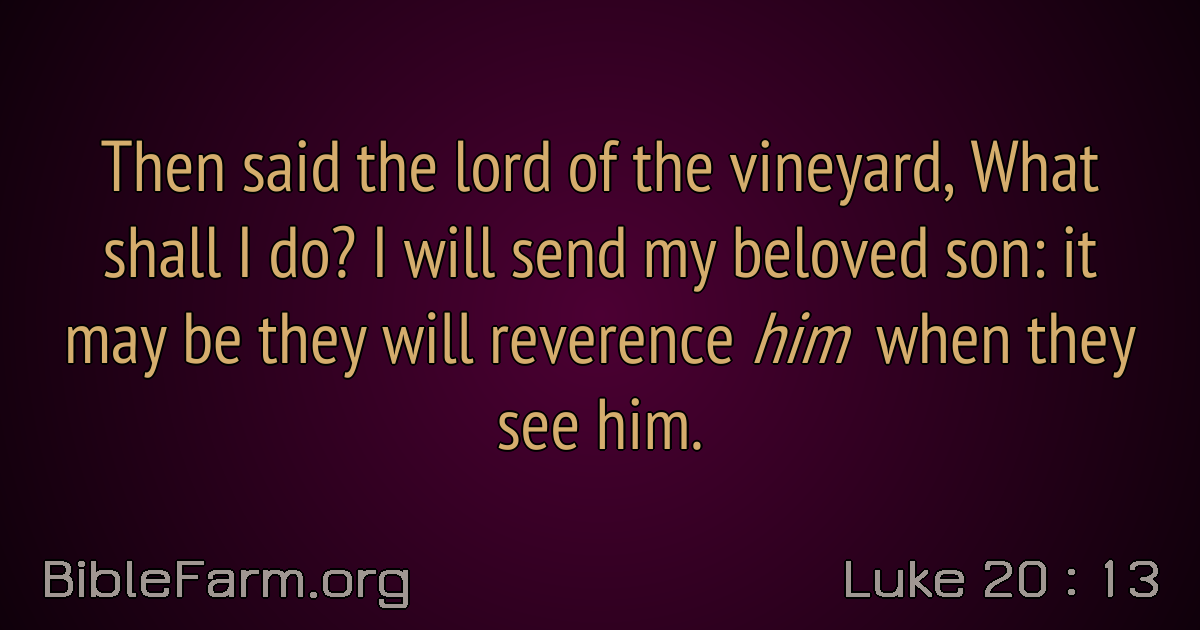 Then said the lord of the vineyard, What
shall I do? I will send my beloved son: it
may be they will reverence him when they
see him.
BibleFarm.org
Luke 20 : 13